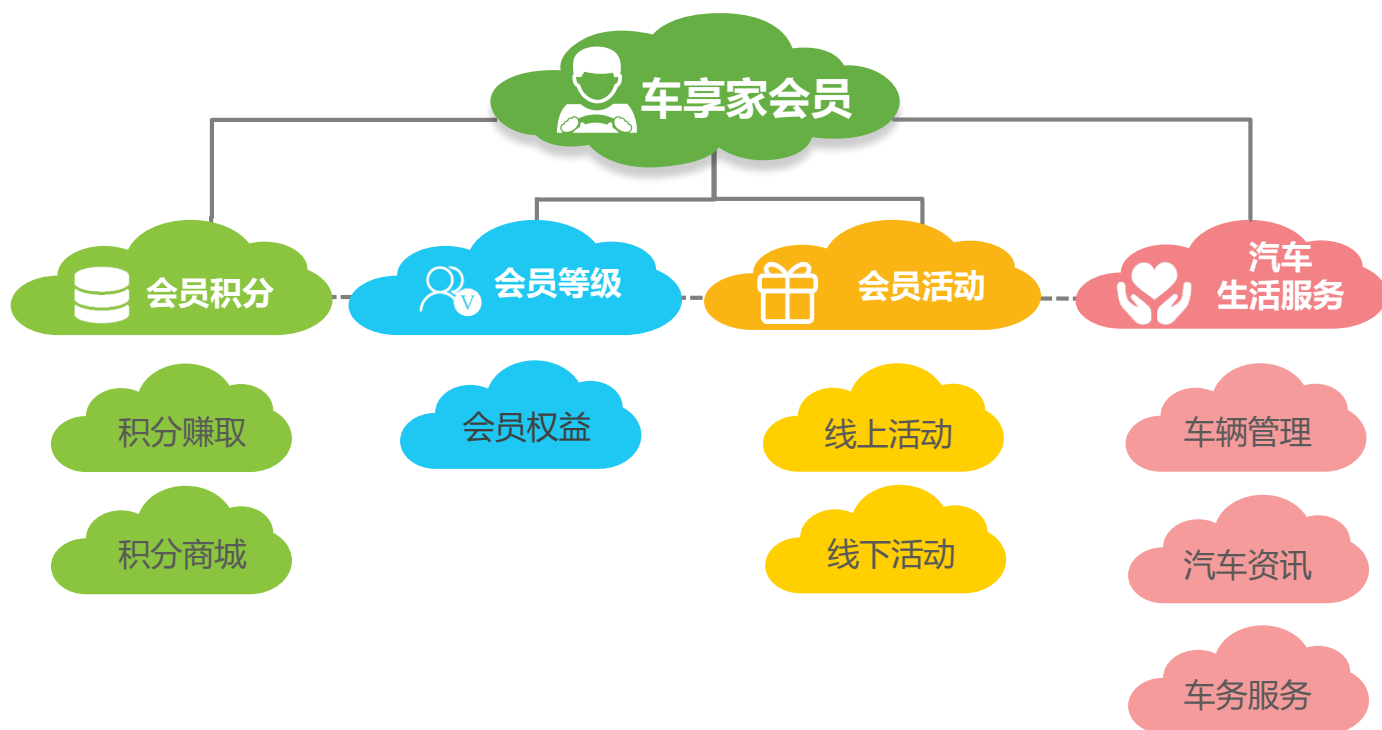 车享家会员
会员积分
会员等级
V
会员活动
汽车
生活服务
积分赚取
会员权益
线上活动
车辆管理
积分商城
线下活动
汽车资讯
车务服务